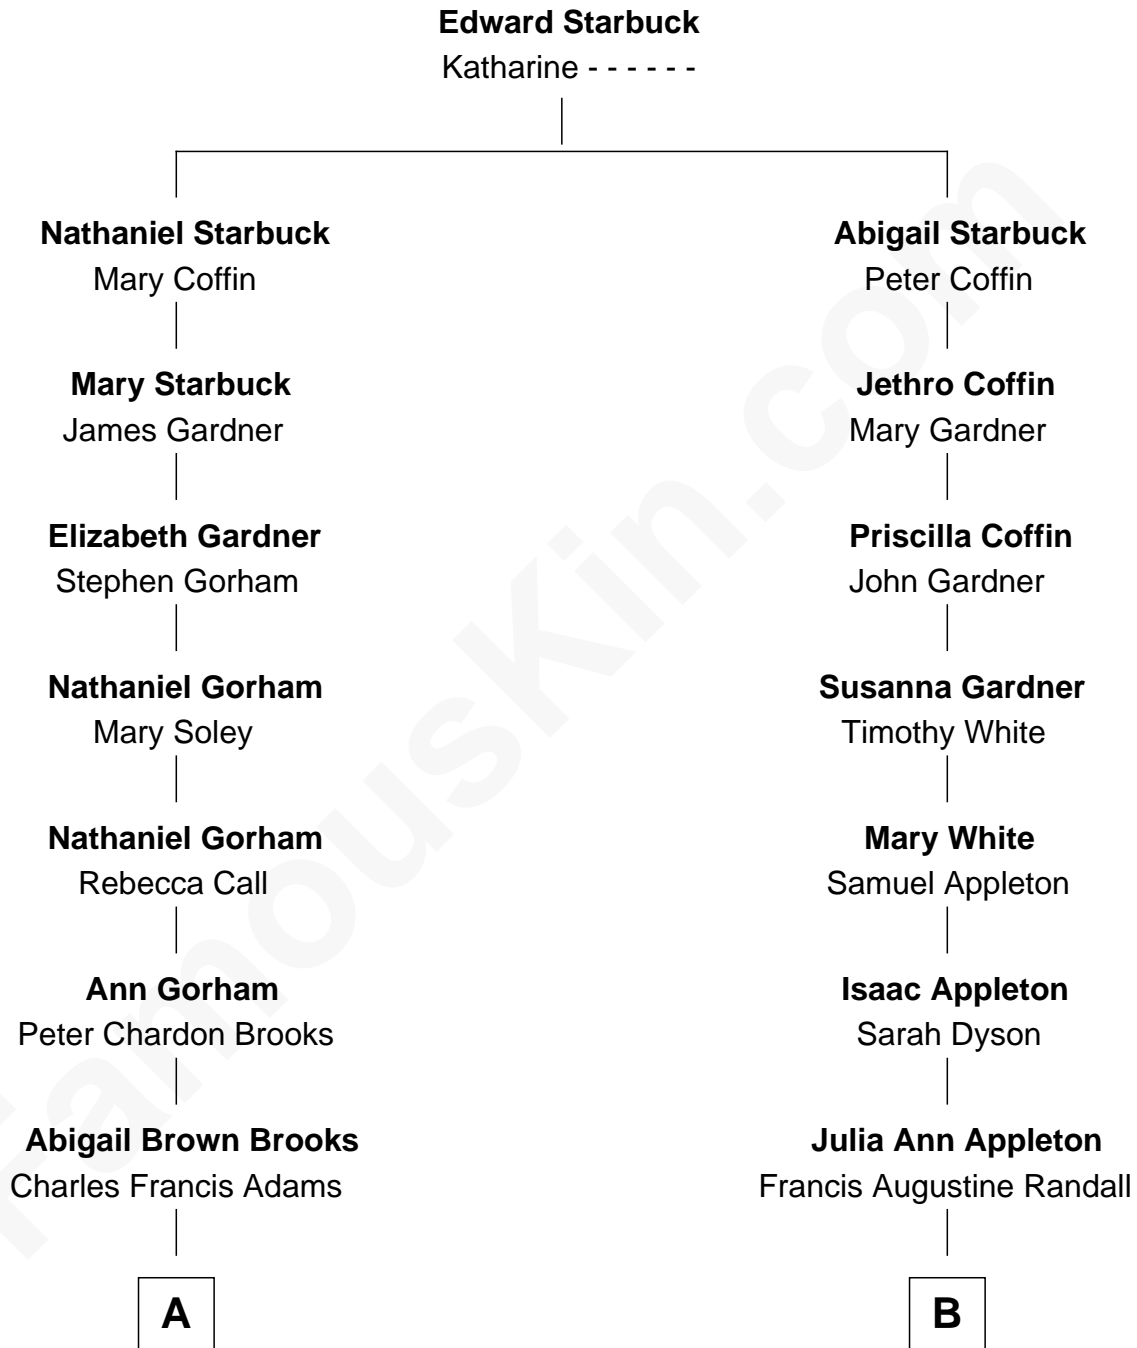 Edward Starbuck
Katharine - - - - - -
Nathaniel Starbuck
Mary Coffin
Mary Starbuck
James Gardner
Elizabeth Gardner
Stephen Gorham
Nathaniel Gorham
Mary Soley
Nathaniel Gorham
Rebecca Call
Ann Gorham
Peter Chardon Brooks
Abigail Brown Brooks
Charles Francis Adams
A
Abigail Starbuck
Peter Coffin
Jethro Coffin
Mary Gardner
Priscilla Coffin
John Gardner
Susanna Gardner
Timothy White
Mary White
Samuel Appleton
Isaac Appleton
Sarah Dyson
Julia Ann Appleton
Francis Augustine Randall
B
FamousKin.com